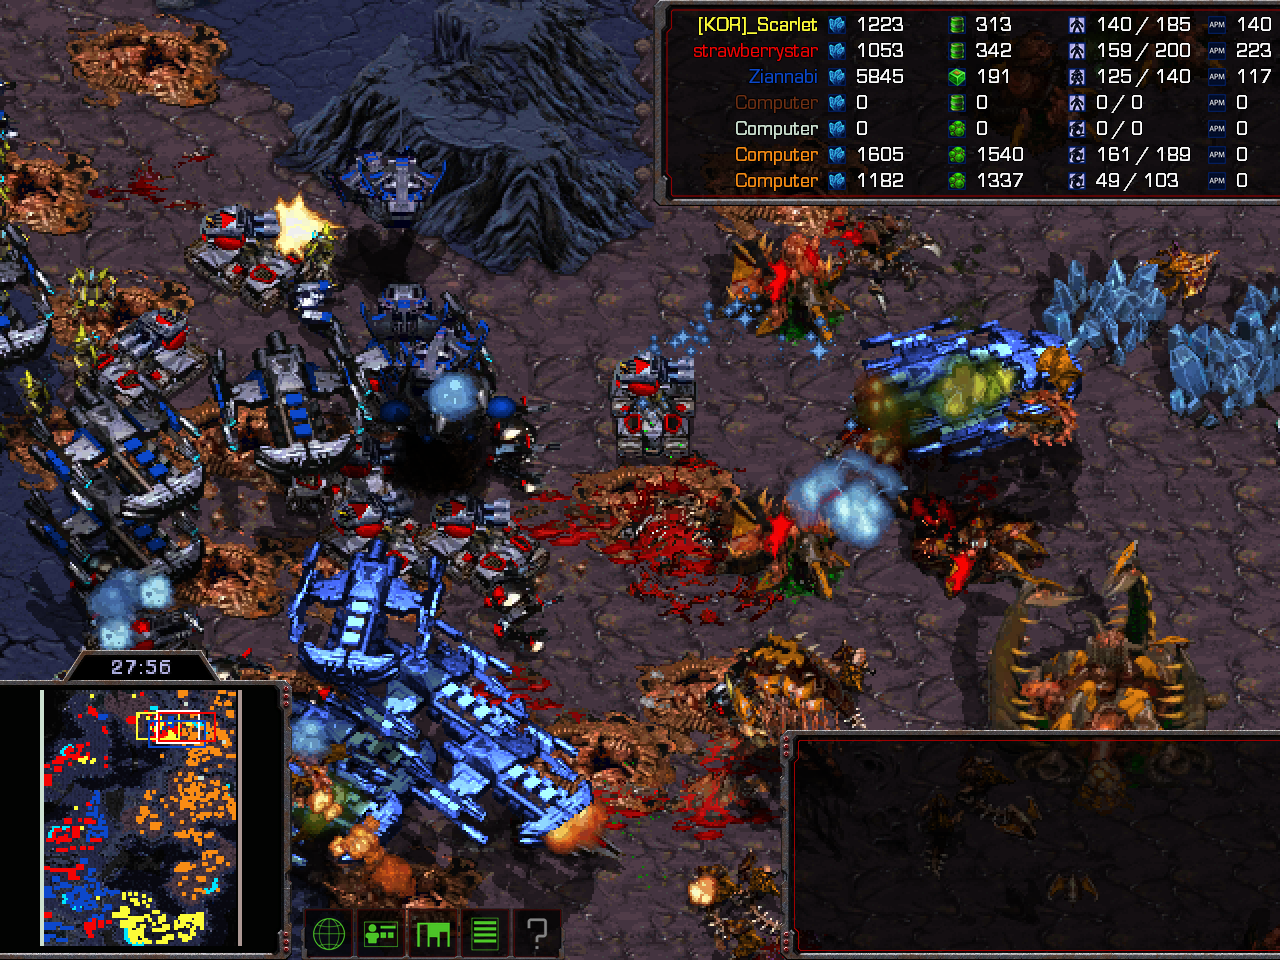 [KOR]_Scarlet 1223 313 140 / 185 APM 140
strawberrystar 1053 342 159 / 200 APM 223
Ziannabi 5845 191 125 / 140 APM 117
Computer 0 0 0 / 0 APM 0
Computer 0 0 0 / 0 APM 0
Computer 1605 1540 161 / 189 APM 0
Computer 1182 1337 49 / 103 APM 0
27:56
?